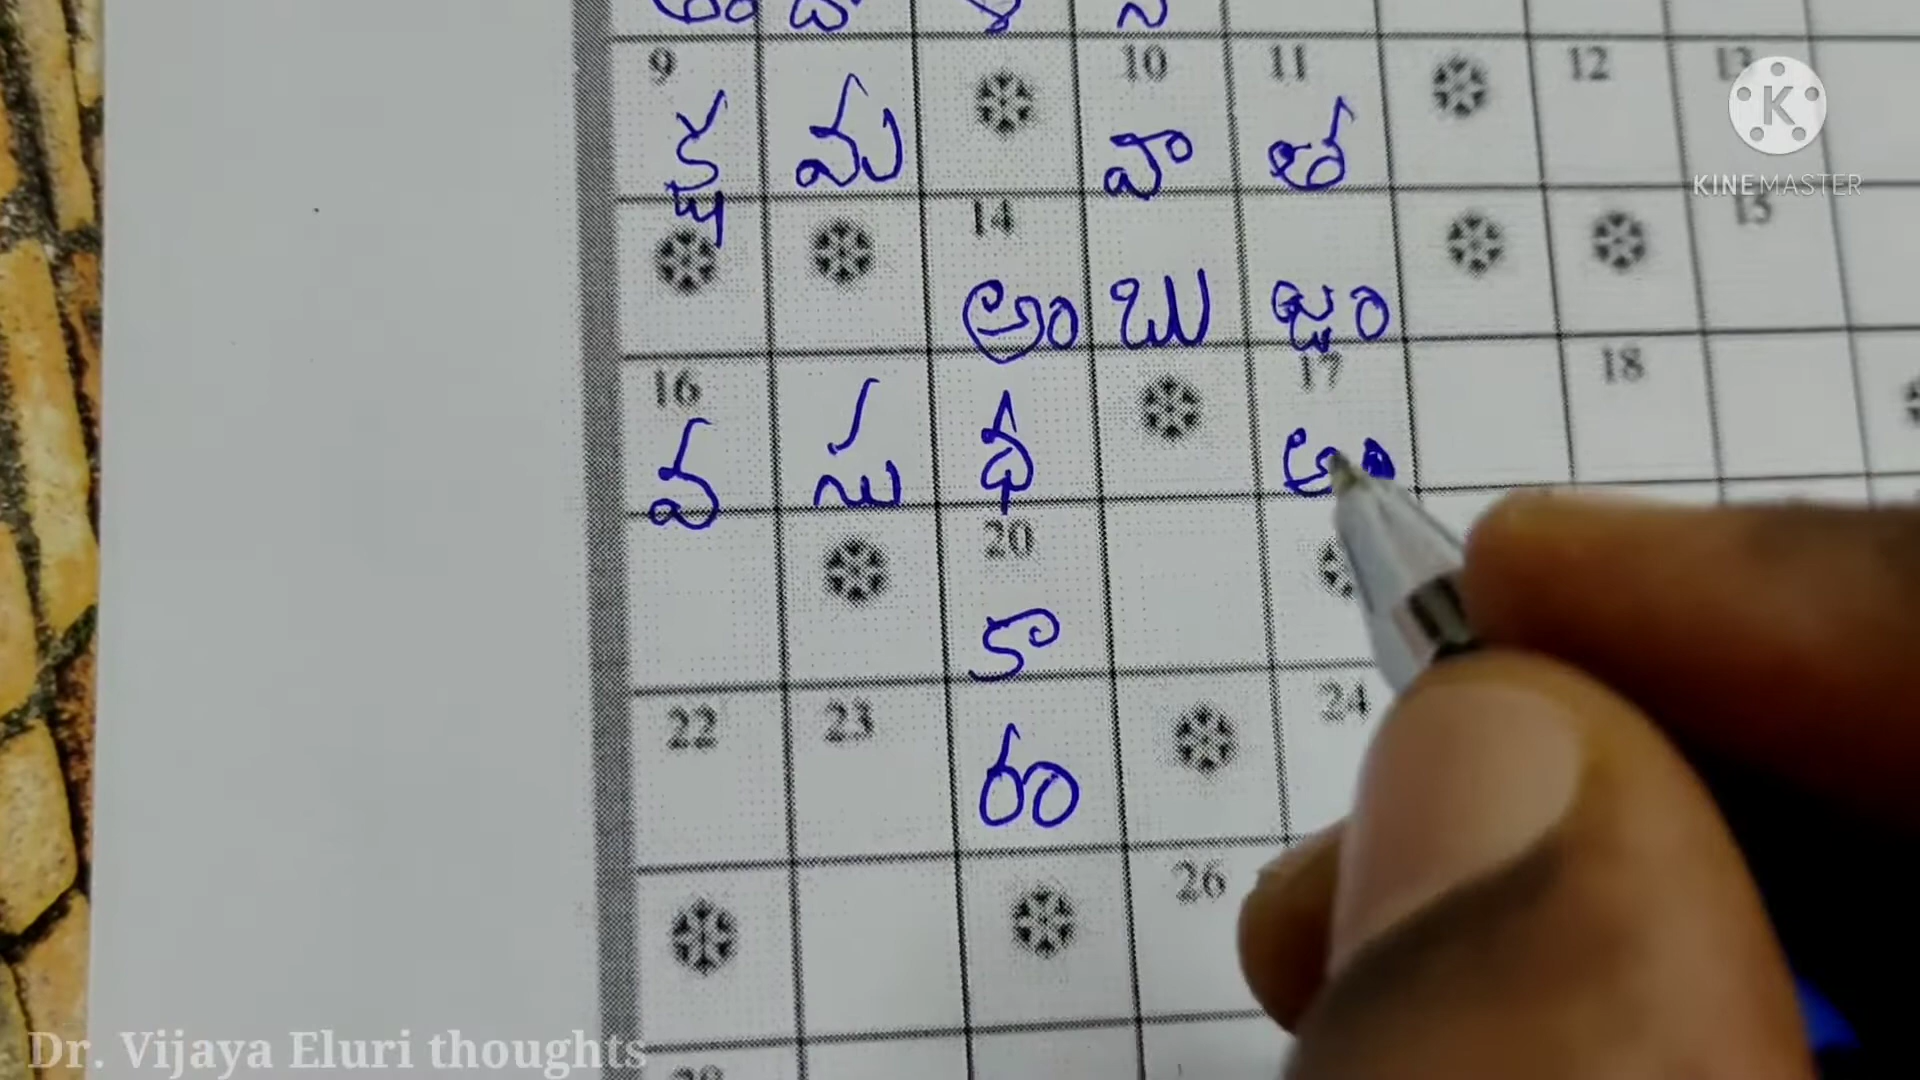 9 10 11 12 13
క్ష మ వా త
KINEMASTER
14 15
అం బు జం
16 17 18
వ సు ధ అం
20
కా
22 23 24
రం
26
Dr. Vijaya Eluri thoughts